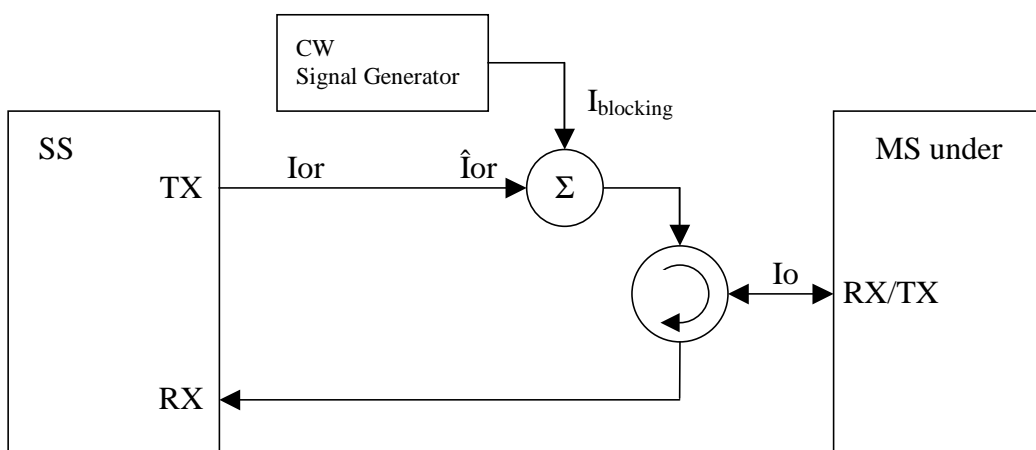 CW
Signal Generator
Iblocking
SS
MS under
TX
Ior
Îor
Σ
Io
RX/TX
RX